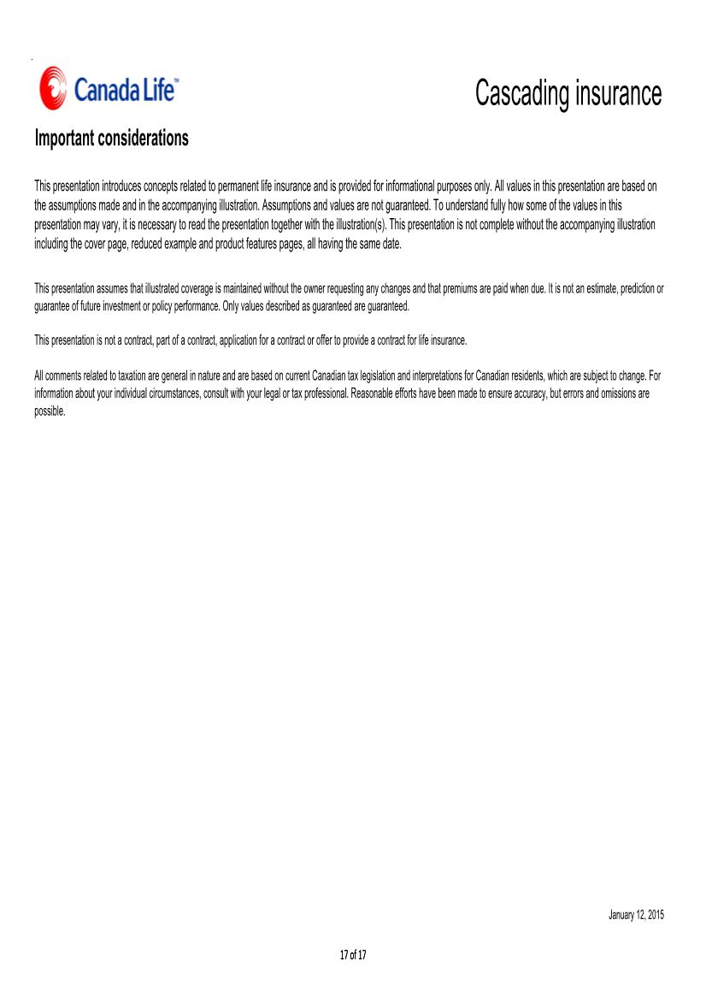 Canada Life™
Cascading insurance
Important considerations
This presentation introduces concepts related to permanent life insurance and is provided for informational purposes only. All values in this presentation are based on
the assumptions made and in the accompanying illustration. Assumptions and values are not guaranteed. To understand fully how some of the values in this
presentation may vary, it is necessary to read the presentation together with the illustration(s). This presentation is not complete without the accompanying illustration
including the cover page, reduced example and product features pages, all having the same date.
This presentation assumes that illustrated coverage is maintained without the owner requesting any changes and that premiums are paid when due. It is not an estimate, prediction or
guarantee of future investment or policy performance. Only values described as guaranteed are guaranteed.
This presentation is not a contract, part of a contract, application for a contract or offer to provide a contract for life insurance.
All comments related to taxation are general in nature and are based on current Canadian tax legislation and interpretations for Canadian residents, which are subject to change. For
information about your individual circumstances, consult with your legal or tax professional. Reasonable efforts have been made to ensure accuracy, but errors and omissions are
possible.
January 12, 2015
17 of 17